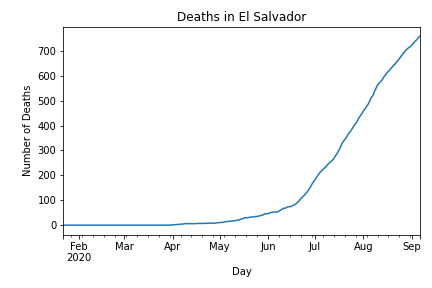 Deaths in El Salvador
Number of Deaths
700
600
500
400
300
200
100
0
Feb Mar Apr May Jun Jul Aug Sep
2020
Day